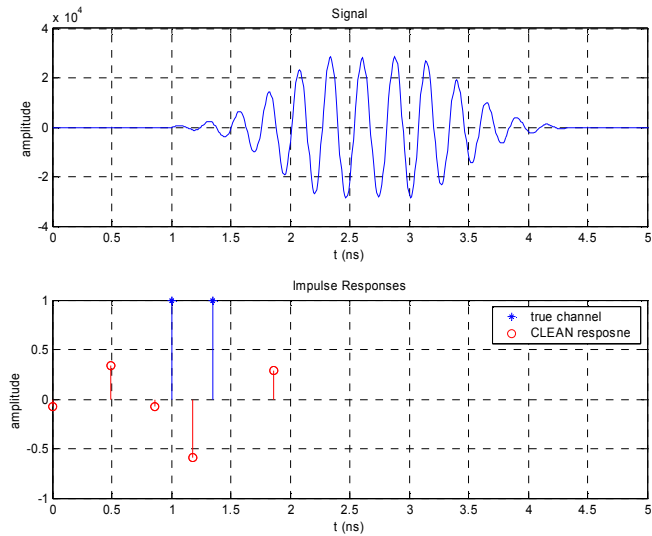 Signal
x 10^4
4
2
0
-2
-4
amplitude
0 0.5 1 1.5 2 2.5 3 3.5 4 4.5 5
t (ns)
Impulse Responses
1
0.5
0
-0.5
-1
amplitude
true channel
CLEAN resposne
0 0.5 1 1.5 2 2.5 3 3.5 4 4.5 5
t (ns)